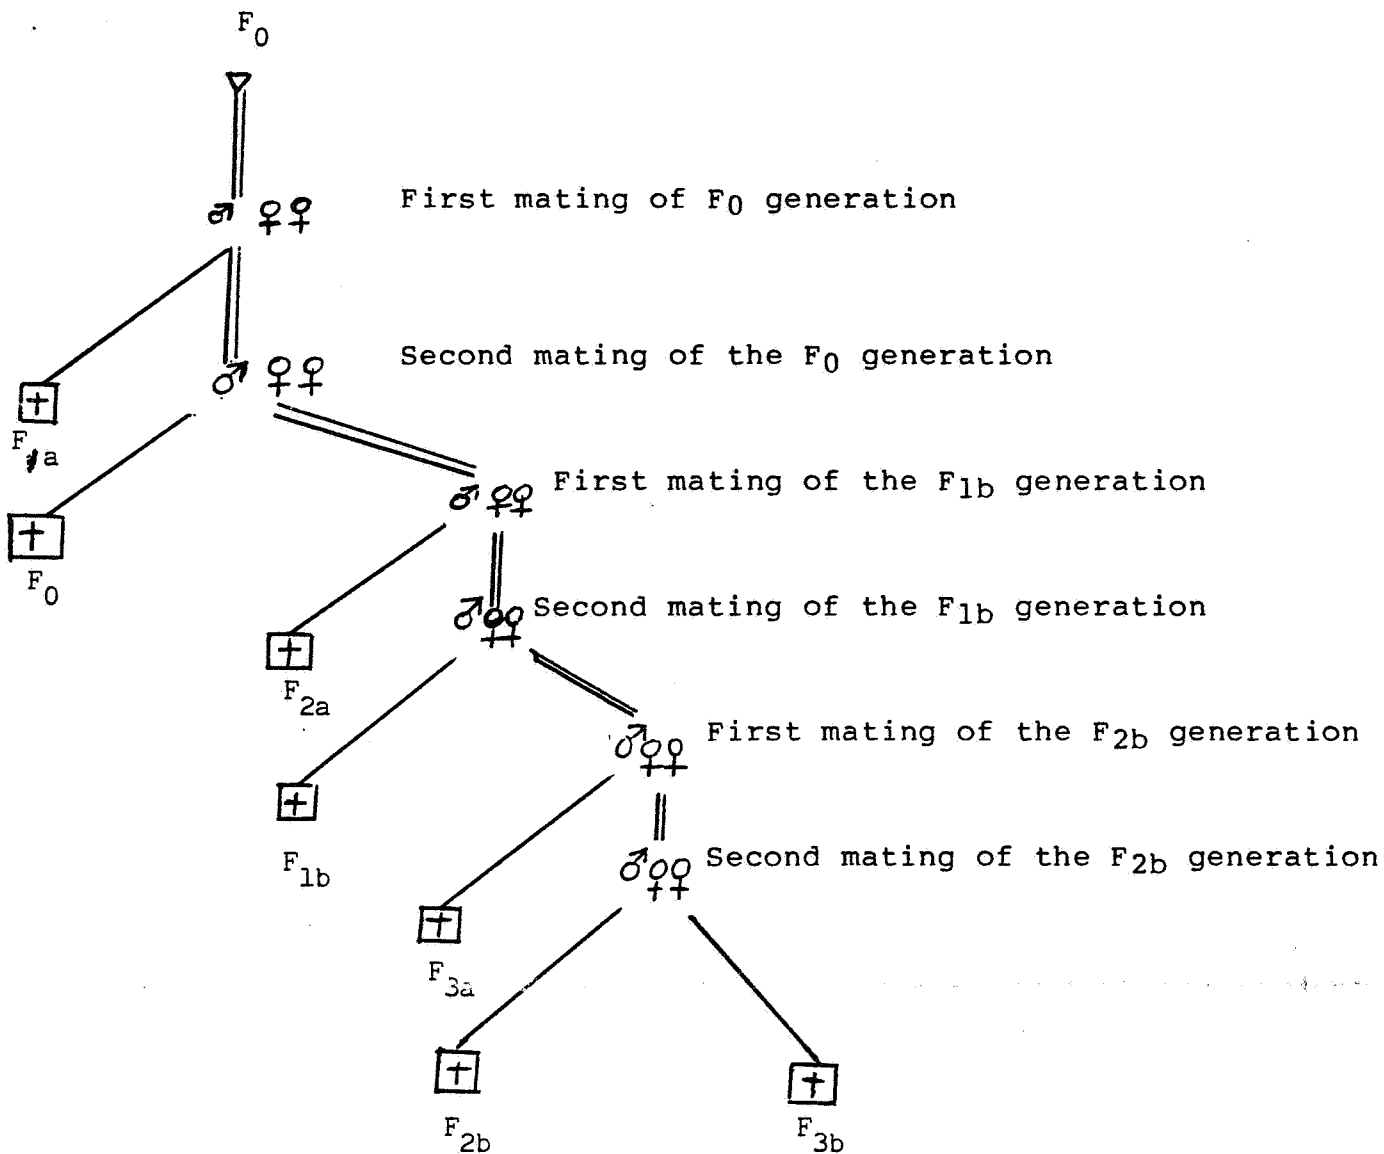 F0
First mating of F0 generation
Second mating of the F0 generation
F1a
First mating of the F1b generation
F0
Second mating of the F1b generation
F2a
First mating of the F2b generation
F1b
Second mating of the F2b generation
F3a
F2b
F3b